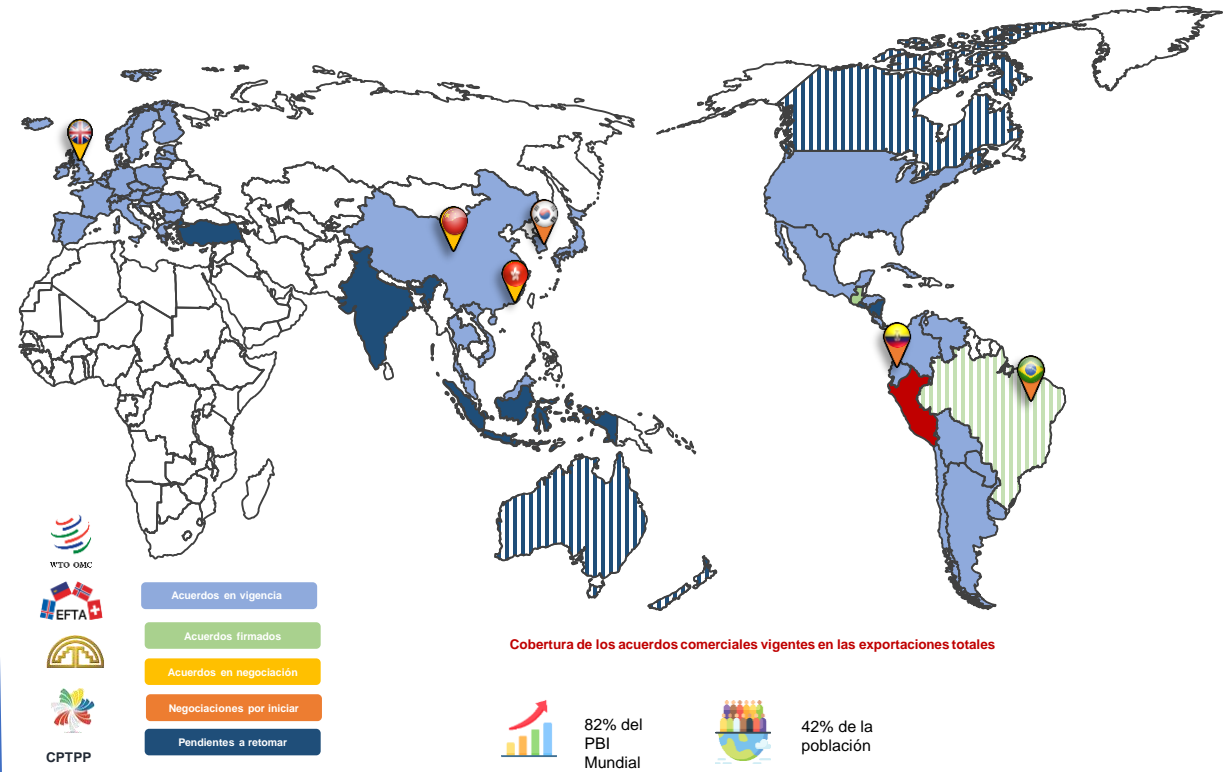 WTO OMC
EFTA
CPTPP
Acuerdos en vigencia
Acuerdos firmados
Acuerdos en negociación
Negociaciones por iniciar
Pendientes a retomar
Cobertura de los acuerdos comerciales vigentes en las exportaciones totales
82% del
PBI
Mundial
42% de la
población